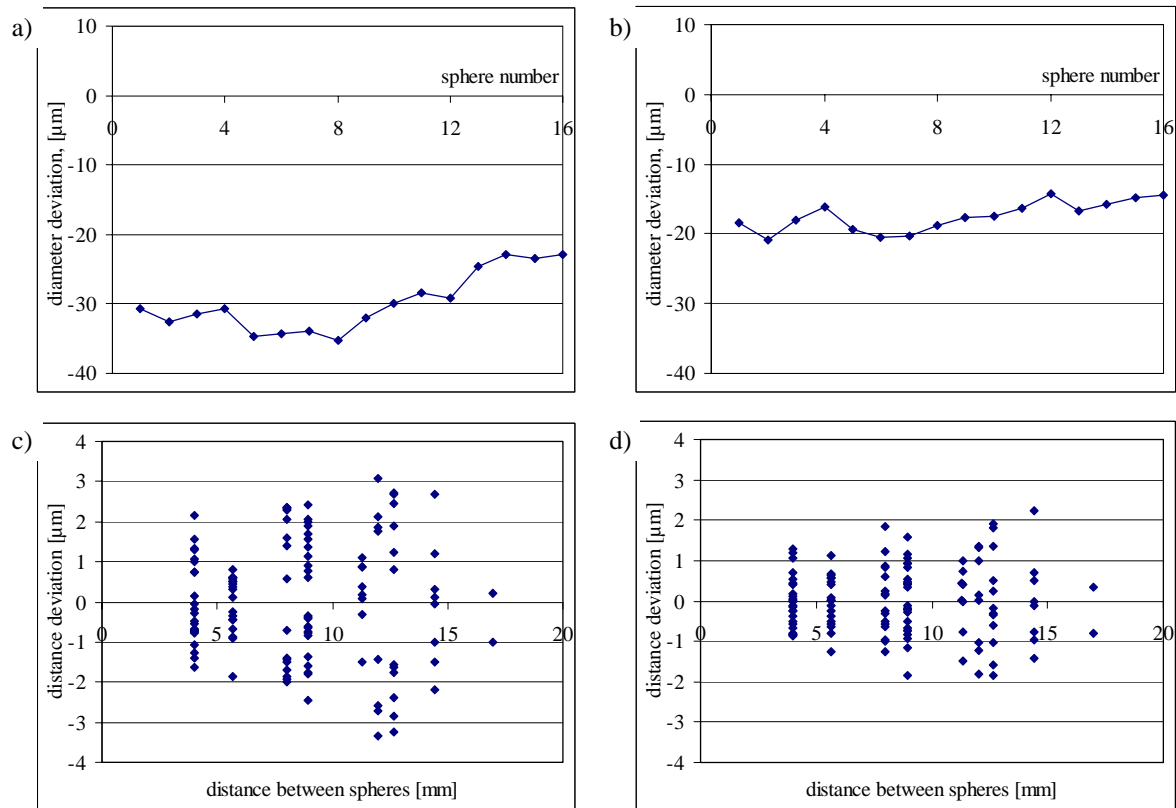 a)
diameter deviation, [µm]
10
0
-10
-20
-30
-40
sphere number
0 4 8 12 16
b)
diameter deviation, [µm]
10
0
-10
-20
-30
-40
sphere number
0 4 8 12 16
c)
distance deviation [µm]
4
3
2
1
0
-1
-2
-3
-4
0 5 10 15 20
distance between spheres [mm]
d)
distance deviation [µm]
4
3
2
1
0
-1
-2
-3
-4
0 5 10 15 20
distance between spheres [mm]